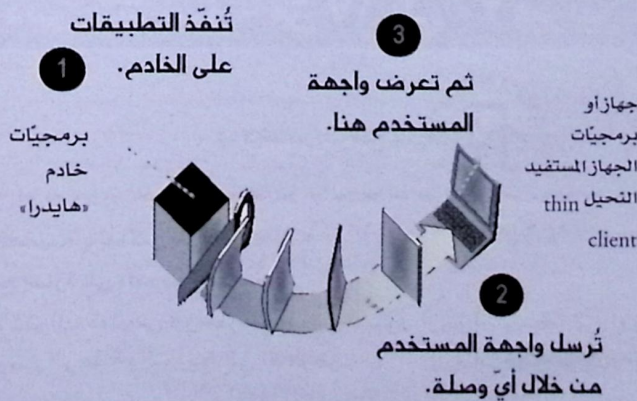 1
تُنفّذ التطبيقات
على الخادم.
برمجيّات
خادم
«هايدرا»
3
ثم تعرض واجهة
المستخدم هنا.
جهاز أو
برمجيّات
الجهاز المستفيد
النحيل thin
client
2
تُرسل واجهة المستخدم
من خلال أيّ وصلة.